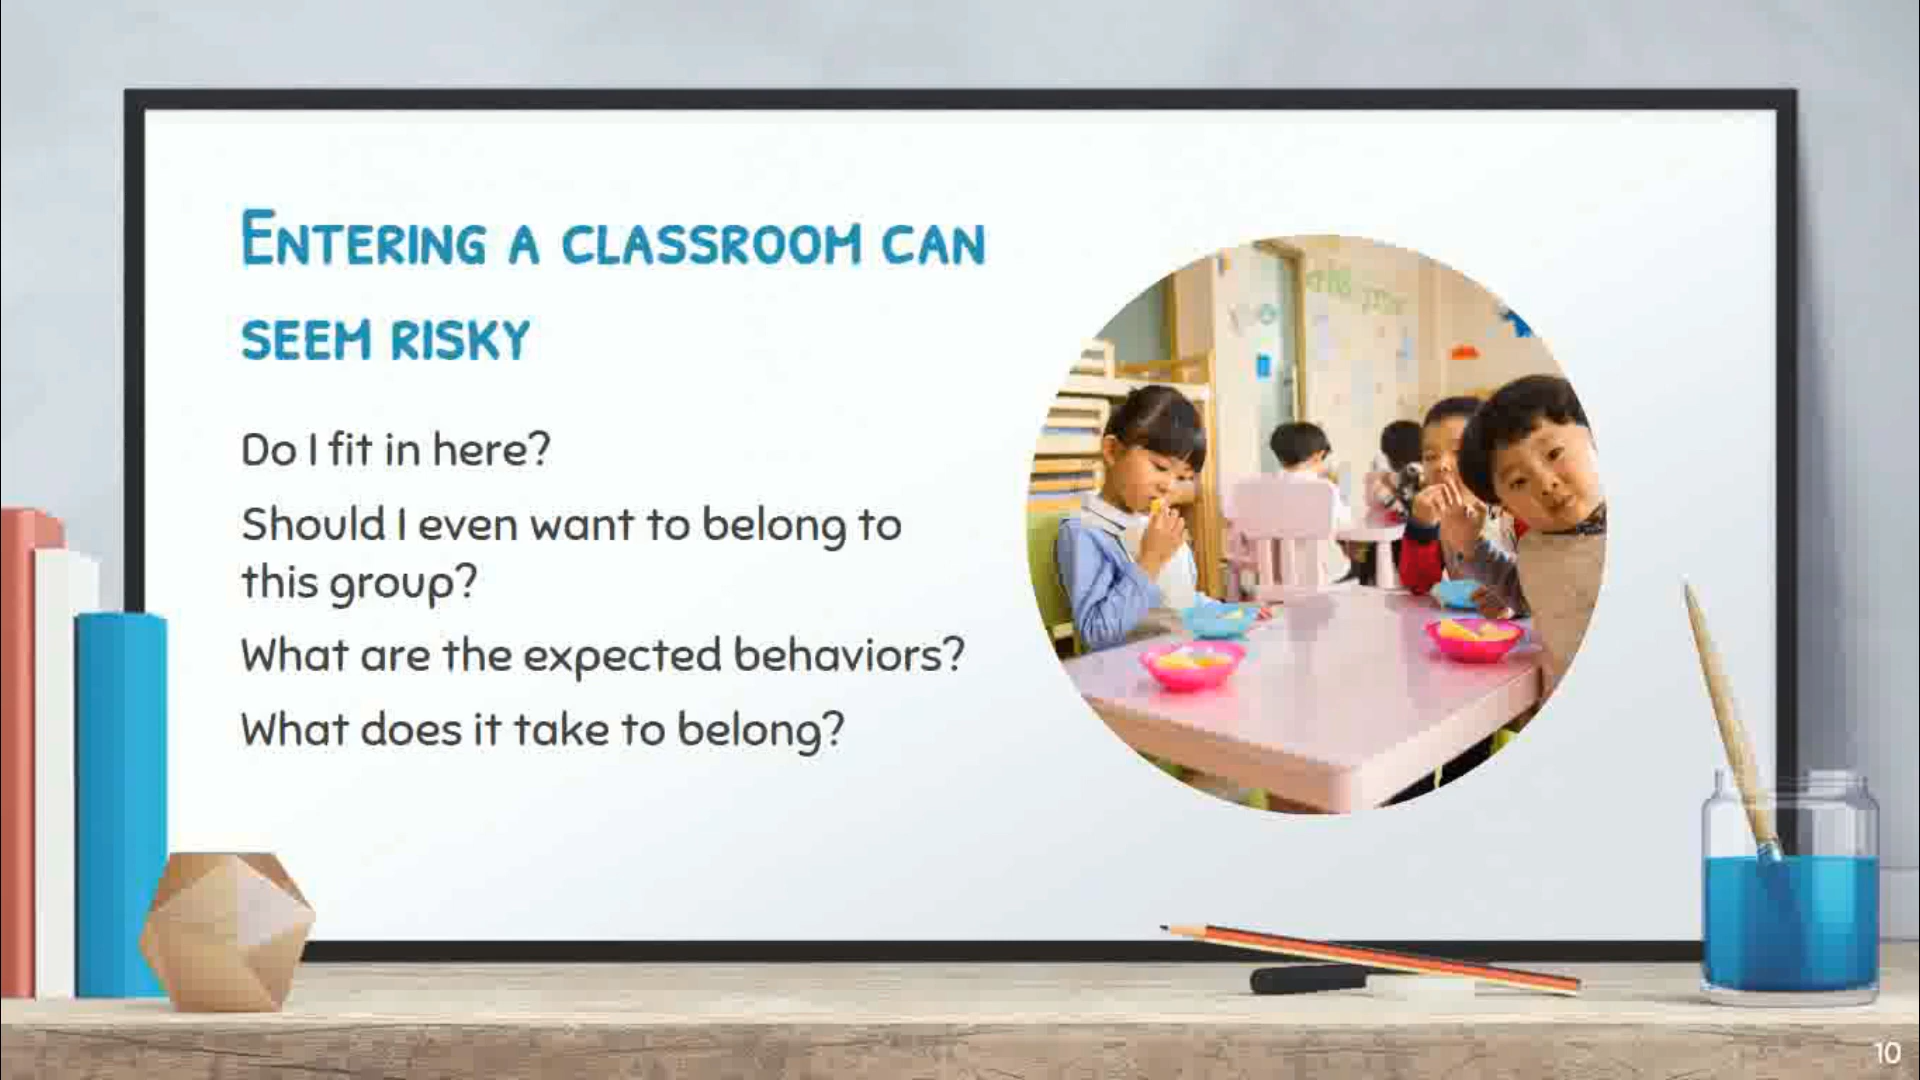 Entering a classroom can
seem risky
Do I fit in here?
Should I even want to belong to
this group?
What are the expected behaviors?
What does it take to belong?
10